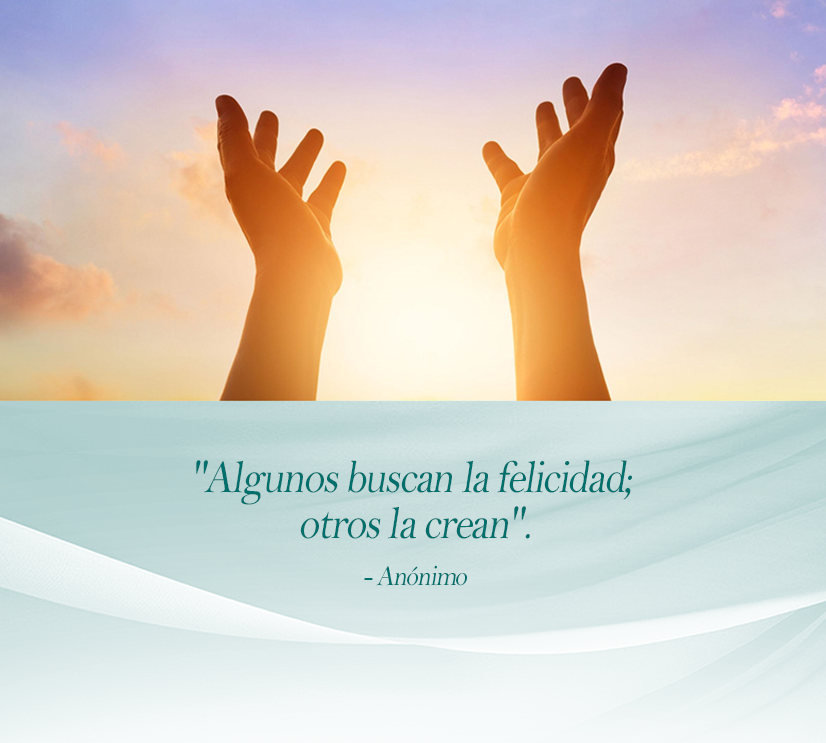 "Algunos buscan la felicidad;
otros la crean".
- Anónimo